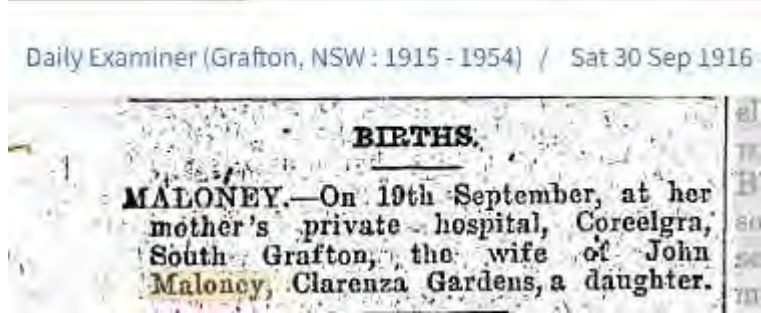 Daily Examiner (Grafton, NSW : 1915 - 1954) / Sat 30 Sep 1916
BIRTHS.
MALONEY.—On 19th September, at her
mother's private hospital, Coreelgra,
South Grafton, the wife of John
Maloney, Clarenza Gardens, a daughter.